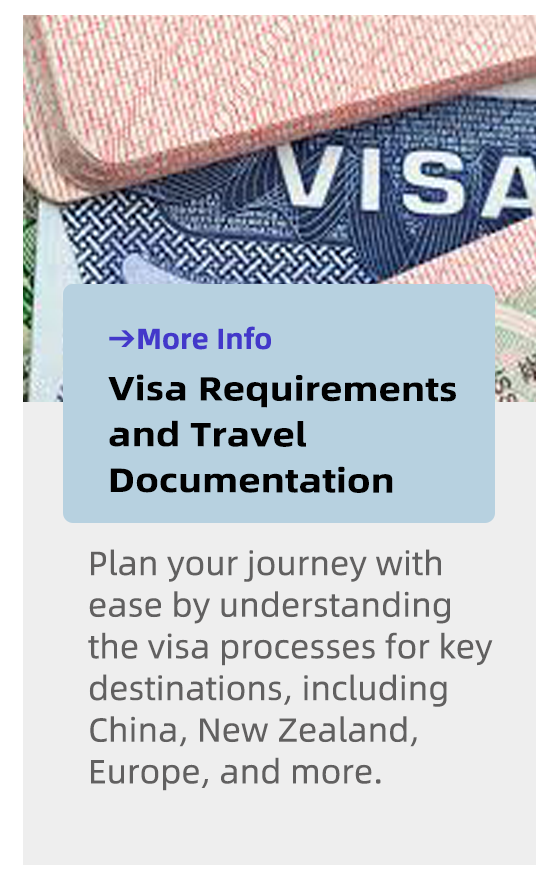 VISA
→More Info
Visa Requirements
and Travel
Documentation
Plan your journey with
ease by understanding
the visa processes for key
destinations, including
China, New Zealand,
Europe, and more.